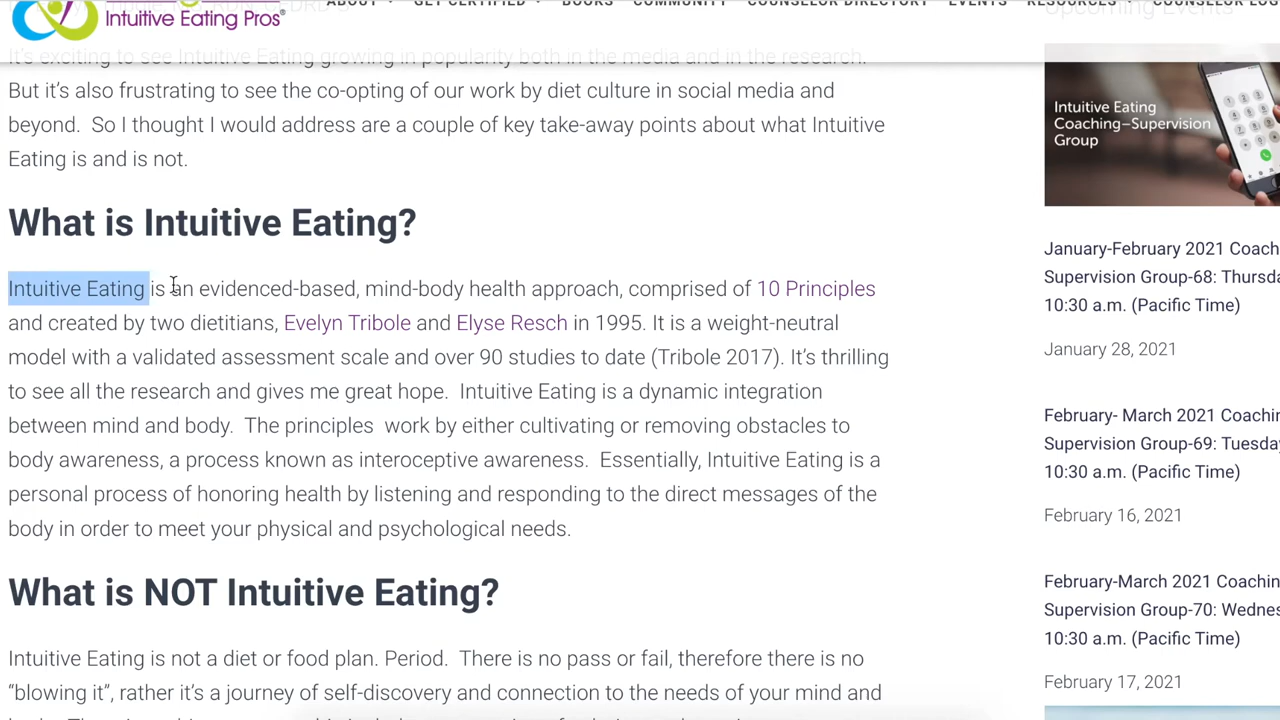 ABOUT GET CERTIFIED BOOKS COMMUNITY COUNSELOR DIRECTORY EVENTS RESOURCES COUNSELOR LOG
Intuitive Eating Pros®
Upcoming Events
It's exciting to see Intuitive Eating growing in popularity both in the media and in the research.
But it's also frustrating to see the co-opting of our work by diet culture in social media and
beyond.  So I thought I would address are a couple of key take-away points about what Intuitive
Eating is and is not.
What is Intuitive Eating?
Intuitive Eating is an evidenced-based, mind-body health approach, comprised of 10 Principles
and created by two dietitians, Evelyn Tribole and Elyse Resch in 1995. It is a weight-neutral
model with a validated assessment scale and over 90 studies to date (Tribole 2017). It's thrilling
to see all the research and gives me great hope.  Intuitive Eating is a dynamic integration
between mind and body.  The principles  work by either cultivating or removing obstacles to
body awareness, a process known as interoceptive awareness.  Essentially, Intuitive Eating is a
personal process of honoring health by listening and responding to the direct messages of the
body in order to meet your physical and psychological needs.
What is NOT Intuitive Eating?
Intuitive Eating is not a diet or food plan. Period.  There is no pass or fail, therefore there is no
“blowing it”, rather it's a journey of self-discovery and connection to the needs of your mind and
Intuitive Eating
Coaching–Supervision
Group
January-February 2021 Coach
Supervision Group-68: Thursda
10:30 a.m. (Pacific Time)
January 28, 2021
February- March 2021 Coachin
Supervision Group-69: Tuesday
10:30 a.m. (Pacific Time)
February 16, 2021
February-March 2021 Coachin
Supervision Group-70: Wednes
10:30 a.m. (Pacific Time)
February 17, 2021